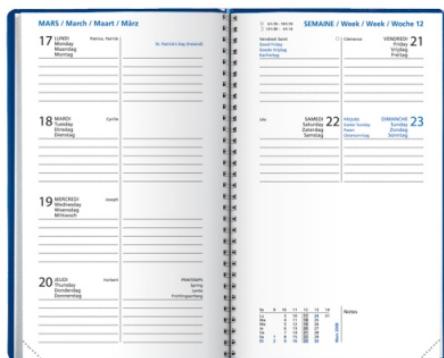 MARS / March / Maart / März
17 LUNDI
Monday
Maandag
Montag
Patrice, Patrick
St. Patrick's Day (Ireland)
18 MARDI
Tuesday
Dinsdag
Dienstag
Cyrille
19 MERCREDI
Wednesday
Woensdag
Mittwoch
Joseph
20 JEUDI
Thursday
Donderdag
Donnerstag
Herbert
PRINTEMPS
Spring
Lente
Frühlingsanfang
SEMAINE / Week / Week / Woche 12
Vendredi Saint
Good Friday
Goede Vrijdag
Karfreitag
Clémence
VENDREDI 21
Friday
Vrijdag
Freitag
Léa
SAMEDI 22
Saturday
Zaterdag
Samstag
PÂQUES
Easter Sunday
Pasen
Ostersonntag
DIMANCHE 23
Sunday
Zondag
Sonntag
Notes